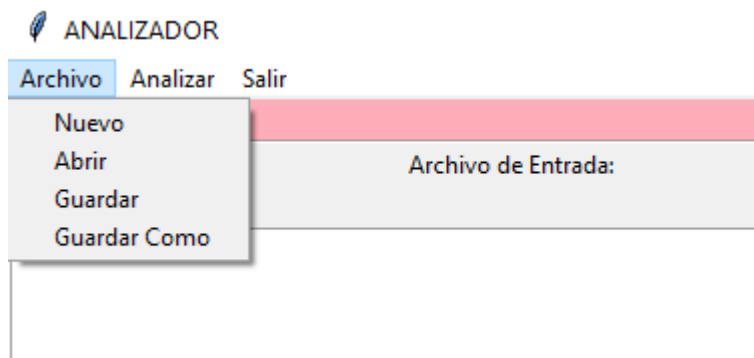 ANALIZADOR
Archivo Analizar Salir
Nuevo
Abrir
Guardar
Guardar Como
Archivo de Entrada: